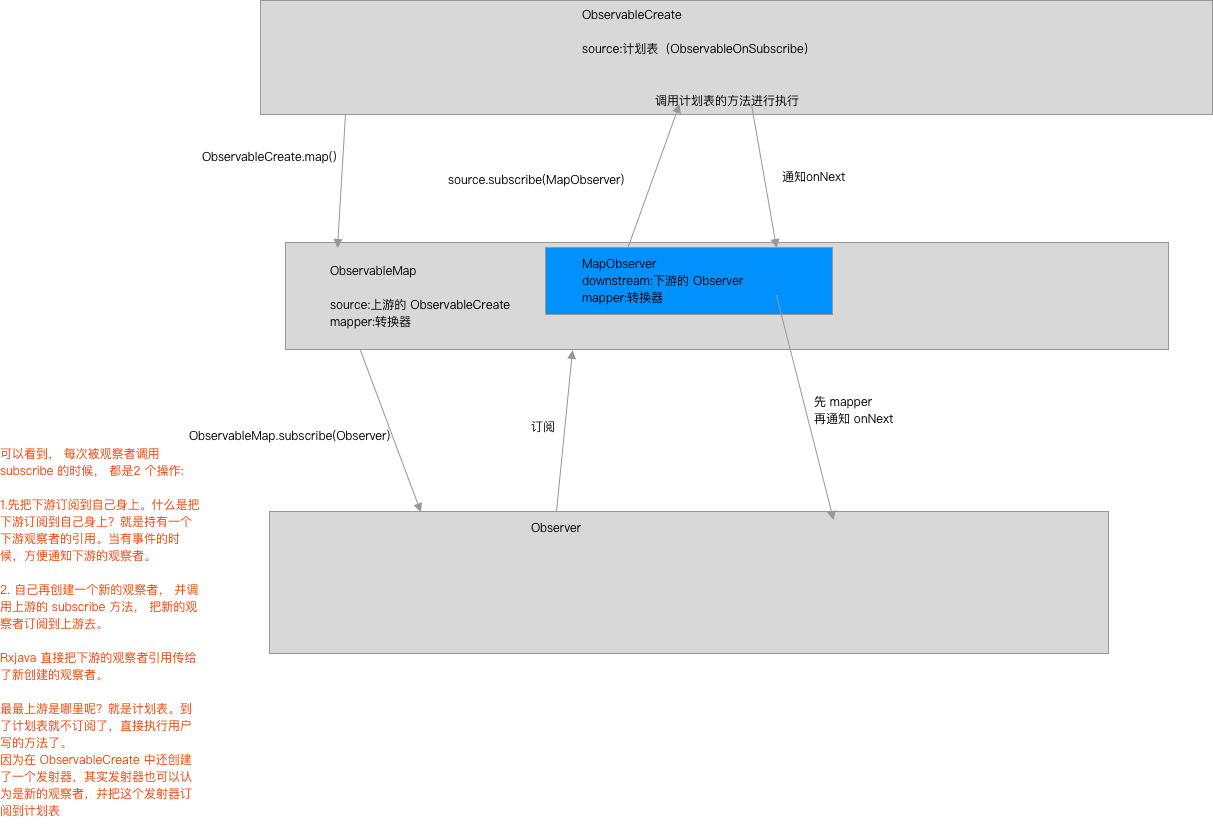 ObservableCreate
source:计划表（ObservableOnSubscribe）
调用计划表的方法进行执行
ObservableCreate.map()
source.subscribe(MapObserver)
通知onNext
ObservableMap
source:上游的 ObservableCreate
mapper:转换器
MapObserver
downstream:下游的 Observer
mapper:转换器
先 mapper
再通知 onNext
订阅
ObservableMap.subscribe(Observer)
Observer
可以看到， 每次被观察者调用
subscribe 的时候， 都是2 个操作:
1.先把下游订阅到自己身上。什么是把
下游订阅到自己身上？就是持有一个
下游观察者的引用。当有事件的时
候，方便通知下游的观察者。
2. 自己再创建一个新的观察者， 并调
用上游的 subscribe 方法， 把新的观
察者订阅到上游去。
Rxjava 直接把下游的观察者引用传给
了新创建的观察者。
最最上游是哪里呢？就是计划表。到
了计划表就不订阅了，直接执行用户
写的方法了。
因为在 ObservableCreate 中还创建
了一个发射器，其实发射器也可以认
为是新的观察者，并把这个发射器订
阅到计划表